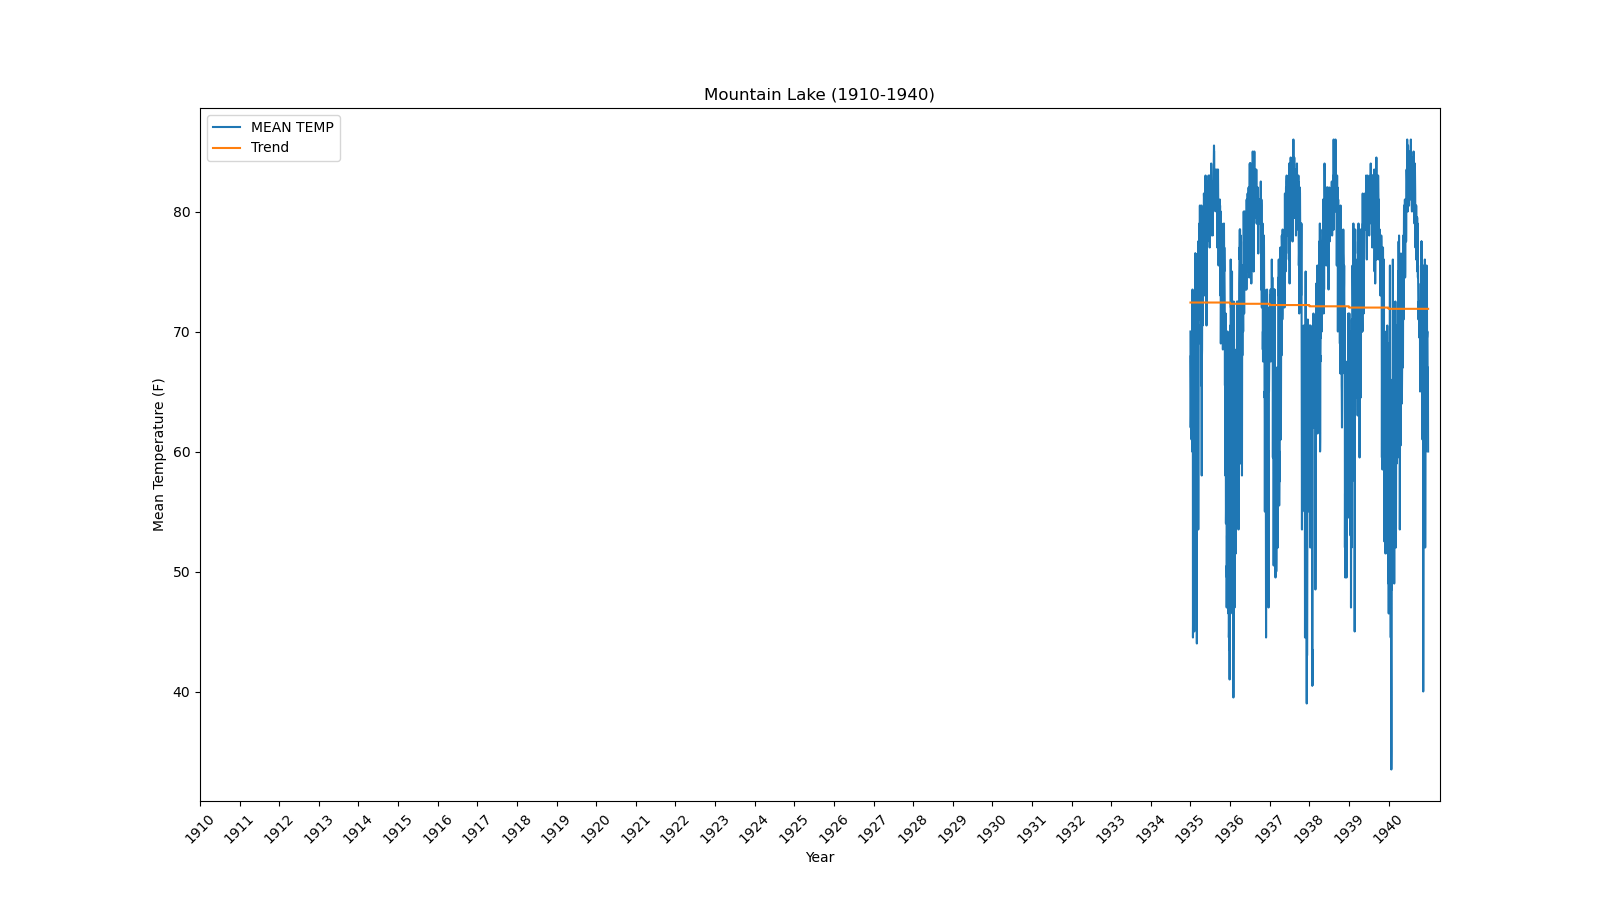 Mountain Lake (1910-1940)
MEAN TEMP
Trend
Mean Temperature (F)
80
70
60
50
40
1910 1911 1912 1913 1914 1915 1916 1917 1918 1919 1920 1921 1922 1923 1924 1925 1926 1927 1928 1929 1930 1931 1932 1933 1934 1935 1936 1937 1938 1939 1940
Year